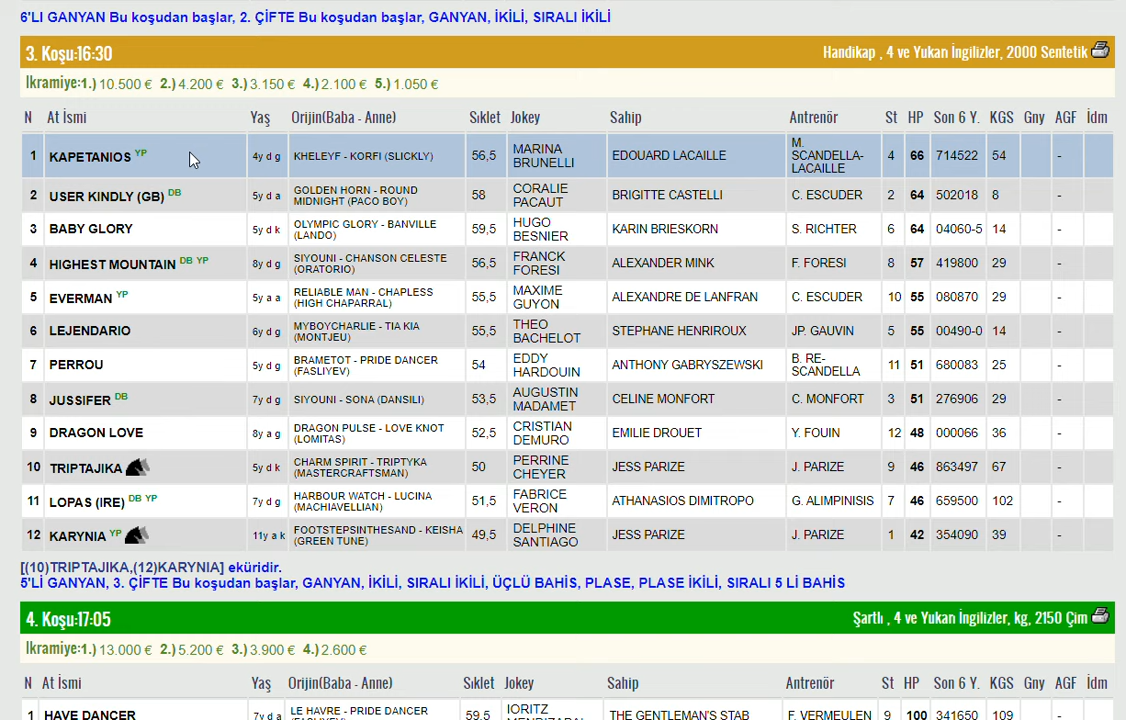 6'LI GANYAN Bu koşudan başlar, 2. ÇİFTE Bu koşudan başlar, GANYAN, İKİLİ, SIRALI İKİLİ
3. Koşu:16:30 Handikap , 4 ve Yukarı İngilizler, 2000 Sentetik
İkramiye:1.) 10.500 € 2.) 4.200 € 3.) 3.150 € 4.) 2.100 € 5.) 1.050 €
N At İsmi Yaş Orijin(Baba - Anne) Sıklet Jokey Sahip Antrenör St HP Son 6 Y. KGS Gny AGF İdm
1 KAPETANIOS YP 4y d g KHELEYF - KORFI (SLICKLY) 56,5 MARINA BRUNELLI EDOUARD LACAILLE M. SCANDELLA-LACAILLE 4 66 714522 54 -
2 USER KINDLY (GB) DB 5y d a GOLDEN HORN - ROUND MIDNIGHT (PACO BOY) 58 CORALIE PACAUT BRIGITTE CASTELLI C. ESCUDER 2 64 502018 8 -
3 BABY GLORY 5y d k OLYMPIC GLORY - BANVILLE (LANDO) 59,5 HUGO BESNIER KARIN BRIESKORN S. RICHTER 6 64 04060-5 14 -
4 HIGHEST MOUNTAIN DB YP 8y d g SIYOUNI - CHANSON CELESTE (ORATORIO) 56,5 FRANCK FORESI ALEXANDER MINK F. FORESI 8 57 419800 29 -
5 EVERMAN YP 5y a a RELIABLE MAN - CHAPLESS (HIGH CHAPARRAL) 55,5 MAXIME GUYON ALEXANDRE DE LANFRAN C. ESCUDER 10 55 080870 29 -
6 LEJENDARIO 6y d g MYBOYCHARLIE - TIA KIA (MONTJEU) 55,5 THEO BACHELOT STEPHANE HENRIROUX JP. GAUVIN 5 55 00490-0 14 -
7 PERROU 5y d g BRAMETOT - PRIDE DANCER (FASLIYEV) 54 EDDY HARDOUIN ANTHONY GABRYSZEWSKI B. RE-SCANDELLA 11 51 680083 25 -
8 JUSSIFER DB 7y d g SIYOUNI - SONA (DANSILI) 53,5 AUGUSTIN MADAMET CELINE MONFORT C. MONFORT 3 51 276906 29 -
9 DRAGON LOVE 8y a g DRAGON PULSE - LOVE KNOT (LOMITAS) 52,5 CRISTIAN DEMURO EMILIE DROUET Y. FOUIN 12 48 000066 36 -
10 TRIPTAJIKA 5y d k CHARM SPIRIT - TRIPTYKA (MASTERCRAFTSMAN) 50 PERRINE CHEYER JESS PARIZE J. PARIZE 9 46 863497 67 -
11 LOPAS (IRE) DB YP 7y d g HARBOUR WATCH - LUCINA (MACHIAVELLIAN) 51,5 FABRICE VERON ATHANASIOS DIMITROPO G. ALIMPINISIS 7 46 659500 102 -
12 KARYNIA YP 11y a k FOOTSTEPSINTHESAND - KEISHA (GREEN TUNE) 49,5 DELPHINE SANTIAGO JESS PARIZE J. PARIZE 1 42 354090 39 -
[(10)TRIPTAJIKA,(12)KARYNIA] eküridir.
5'Lİ GANYAN, 3. ÇİFTE Bu koşudan başlar, GANYAN, İKİLİ, SIRALI İKİLİ, ÜÇLÜ BAHİS, PLASE, PLASE İKİLİ, SIRALI 5 Lİ BAHİS
4. Koşu:17:05 Şartlı , 4 ve Yukarı İngilizler, kg, 2150 Çim
İkramiye:1.) 13.000 € 2.) 5.200 € 3.) 3.900 € 4.) 2.600 €
N At İsmi Yaş Orijin(Baba - Anne) Sıklet Jokey Sahip Antrenör St HP Son 6 Y. KGS Gny AGF İdm
1 HAVE DANCER 7y d a LE HAVRE - PRIDE DANCER 59,5 IORITZ THE GENTLEMAN'S STAB F. VERMEULEN 9 100 341650 109 -